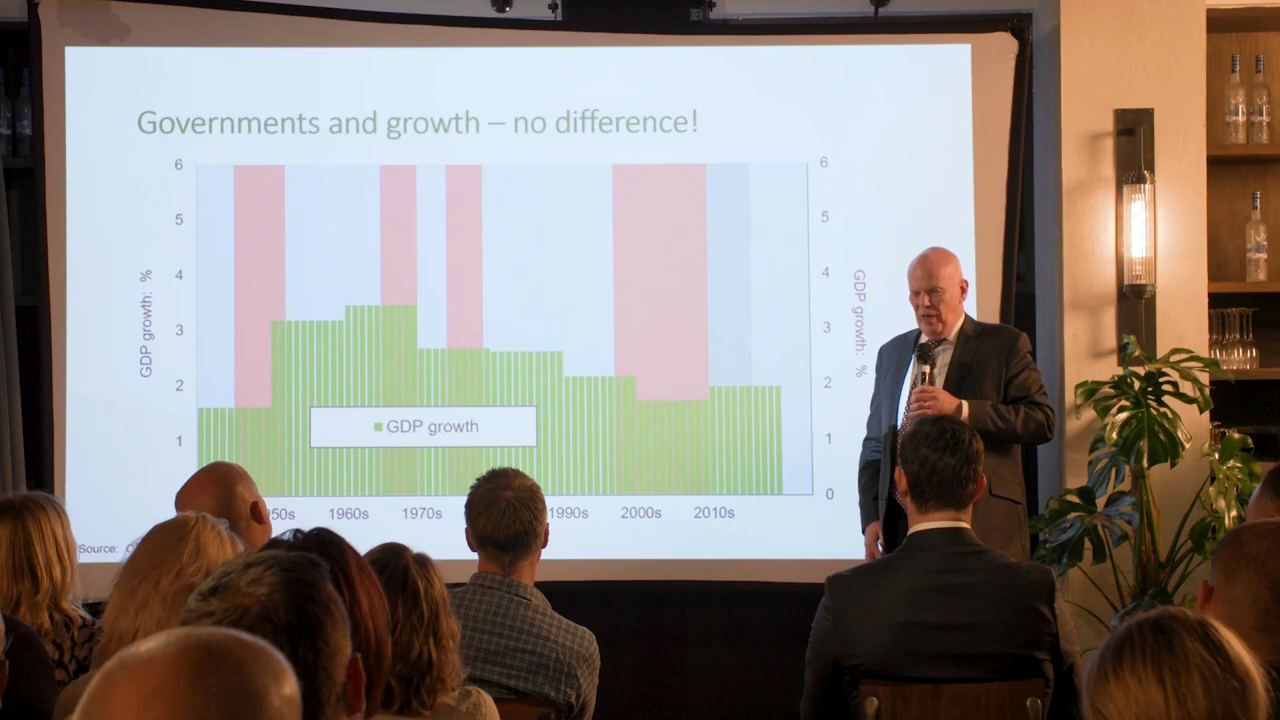 Governments and growth – no difference!
6
5
4
3
2
1
GDP growth: %
6
5
4
3
2
1
0
GDP growth: %
GDP growth
1960s 1970s 2000s 2010s
Source: